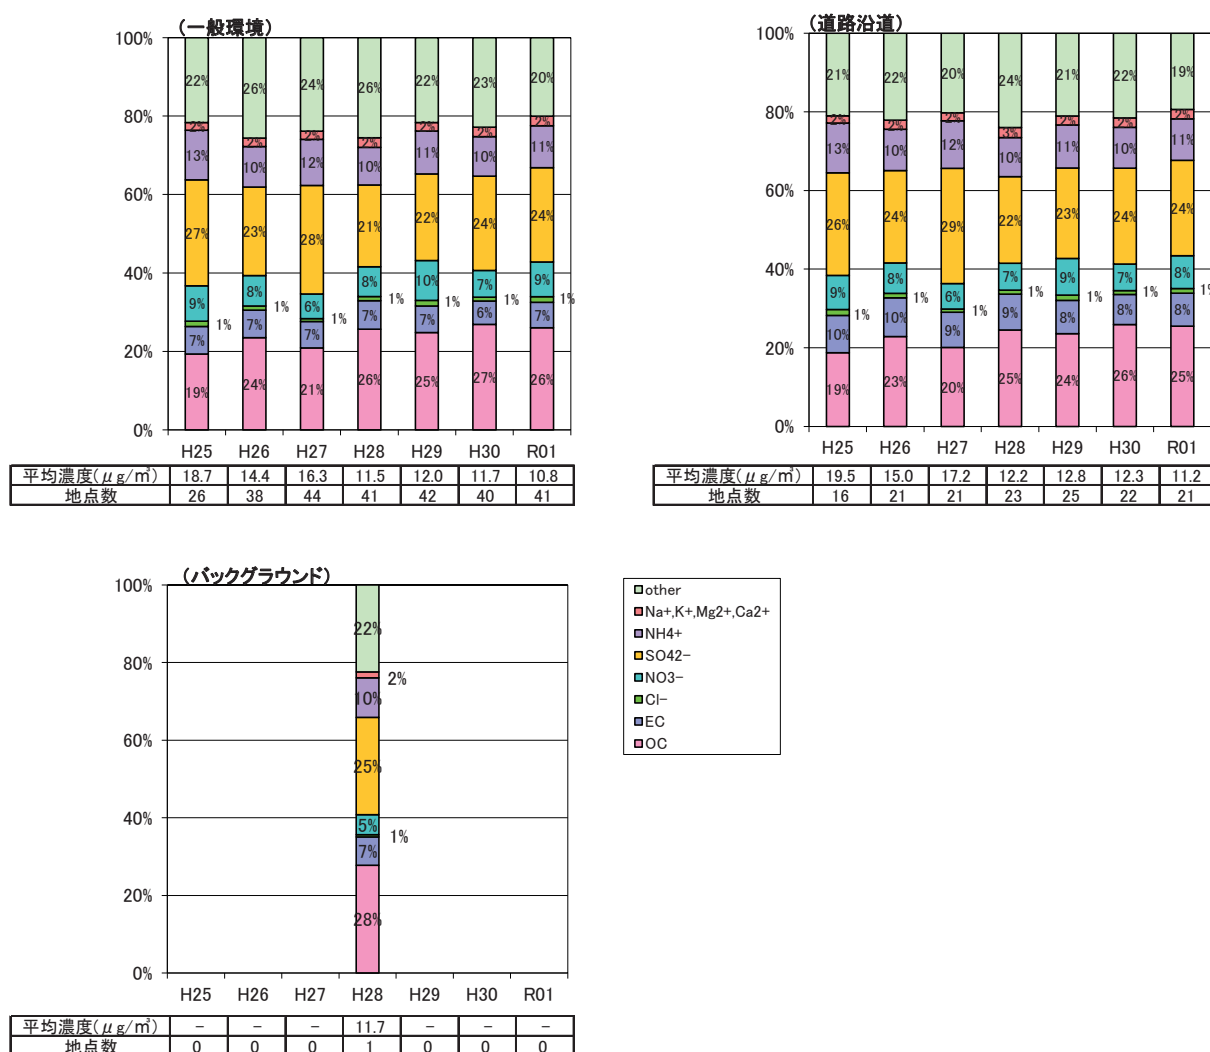 (一般環境)
100%
80%
60%
40%
20%
0%
22% 26% 24% 26% 22% 23% 20%
2% 2% 2% 2% 2% 2% 2%
13% 10% 12% 10% 11% 10% 11%
27% 23% 28% 21% 22% 24% 24%
9% 8% 6% 8% 10% 7% 9%
1% 1% 1% 1% 1% 1% 1%
7% 7% 7% 7% 7% 6% 7%
19% 24% 21% 26% 25% 27% 26%
H25 H26 H27 H28 H29 H30 R01
平均濃度(μg/㎥) 18.7 14.4 16.3 11.5 12.0 11.7 10.8
地点数 26 38 44 41 42 40 41
(道路沿道)
100%
80%
60%
40%
20%
0%
21% 22% 20% 24% 21% 22% 19%
2% 2% 2% 3% 2% 2% 2%
13% 10% 12% 10% 11% 10% 11%
26% 24% 29% 22% 23% 24% 24%
9% 8% 6% 7% 9% 7% 8%
1% 1% 1% 1% 1% 1% 1%
10% 10% 9% 9% 8% 8% 8%
19% 23% 20% 25% 24% 26% 25%
H25 H26 H27 H28 H29 H30 R01
平均濃度(μg/㎥) 19.5 15.0 17.2 12.2 12.8 12.3 11.2
地点数 16 21 21 23 25 22 21
(バックグラウンド)
100%
80%
60%
40%
20%
0%
22%
2%
10%
25%
5%
1%
7%
28%
H25 H26 H27 H28 H29 H30 R01
平均濃度(μg/㎥) − − − 11.7 − − −
地点数 0 0 0 1 0 0 0
other
Na+,K+,Mg2+,Ca2+
NH4+
SO42−
NO3−
Cl−
EC
OC